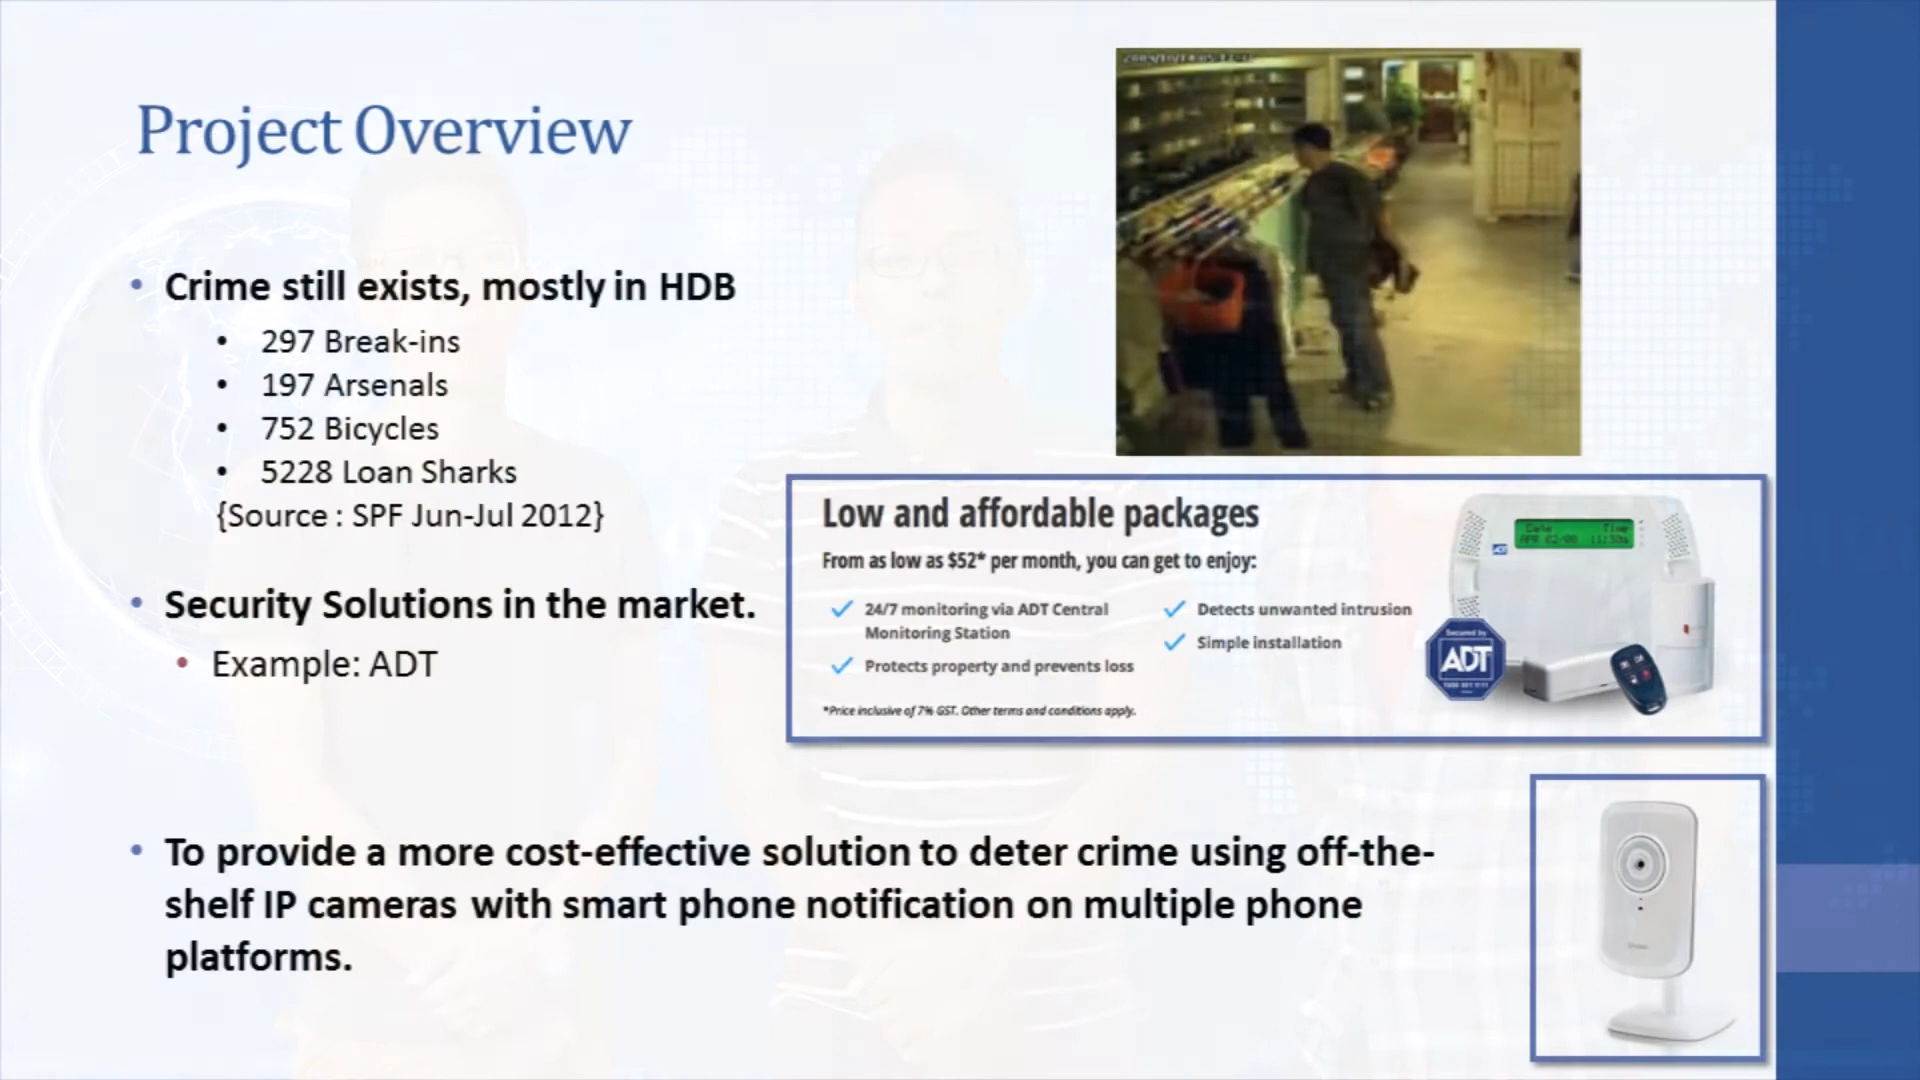 Project Overview
Crime still exists, mostly in HDB
297 Break-ins
197 Arsenals
752 Bicycles
5228 Loan Sharks
{Source : SPF Jun-Jul 2012}
Security Solutions in the market.
Example: ADT
Low and affordable packages
From as low as $52* per month, you can get to enjoy:
24/7 monitoring via ADT Central
Monitoring Station
Protects property and prevents loss
Detects unwanted intrusion
Simple installation
*Price inclusive of 7% GST. Other terms and conditions apply.
Date Time
Secured by
ADT
To provide a more cost-effective solution to deter crime using off-the-
shelf IP cameras with smart phone notification on multiple phone
platforms.